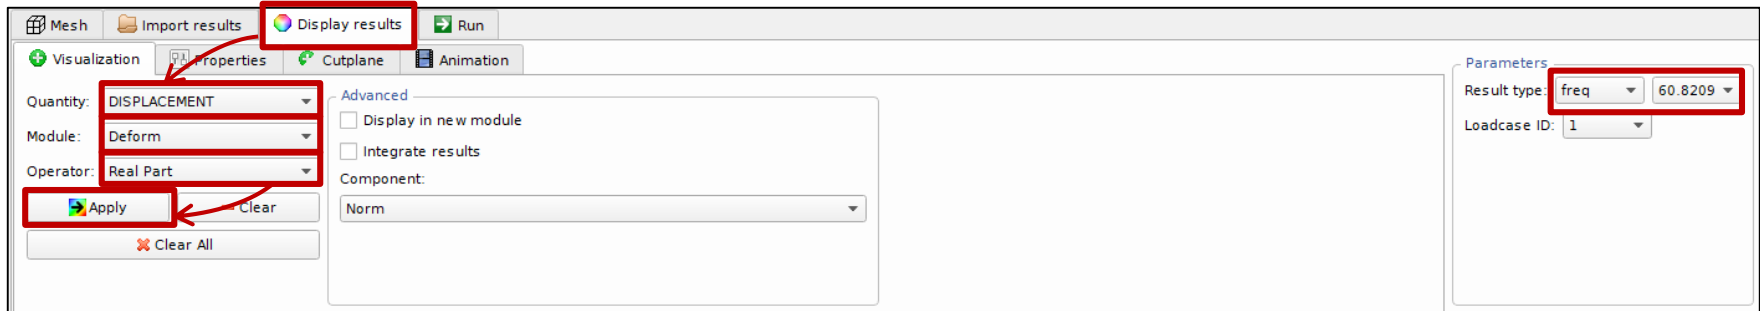 Mesh Import results Display results Run
Visualization Properties Cutplane Animation
Quantity: DISPLACEMENT
Module: Deform
Operator: Real Part
Apply Clear
Clear All
Advanced
Display in new module
Integrate results
Component:
Norm
Parameters
Result type: freq 60.8209
Loadcase ID: 1